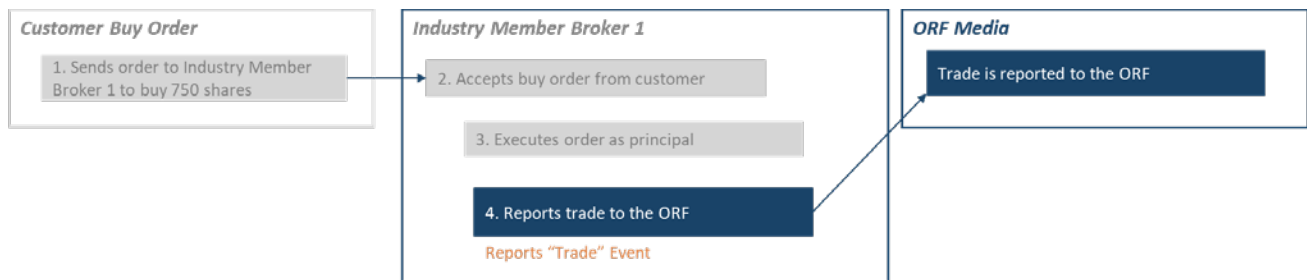 Customer Buy Order
1. Sends order to Industry Member
Broker 1 to buy 750 shares
Industry Member Broker 1
2. Accepts buy order from customer
3. Executes order as principal
4. Reports trade to the ORF
Reports “Trade” Event
ORF Media
Trade is reported to the ORF